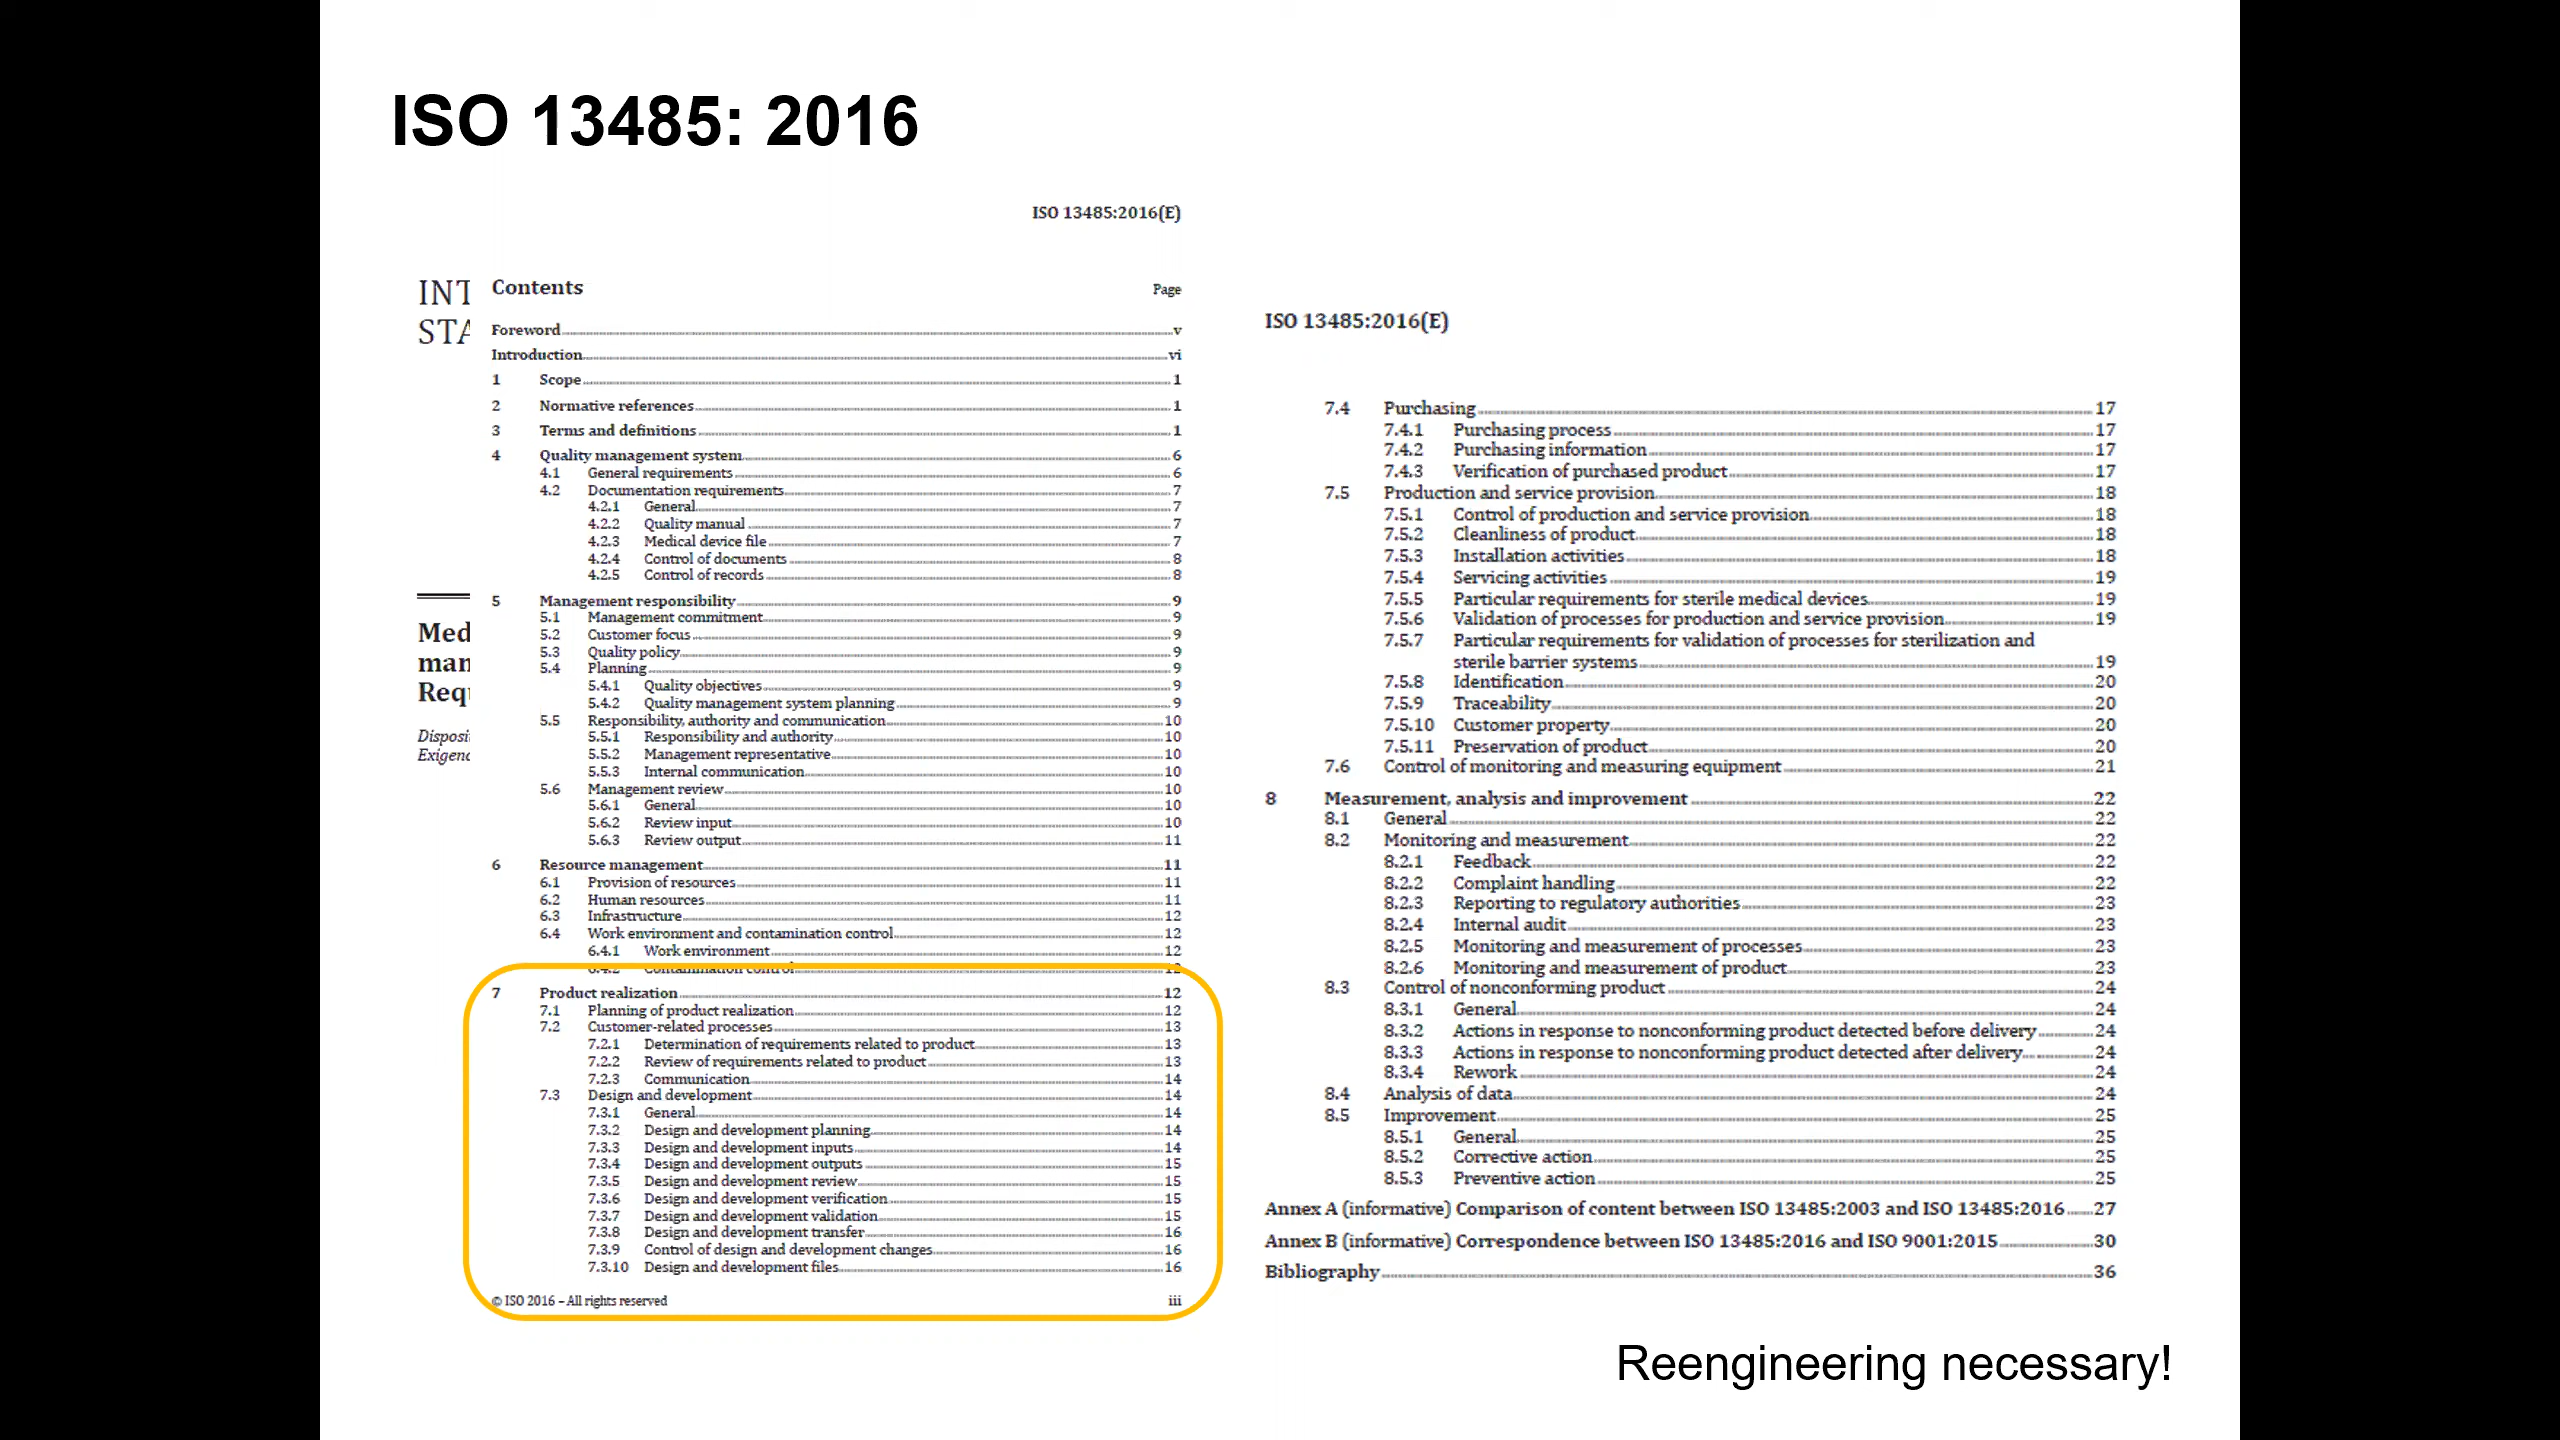 ISO 13485: 2016
ISO 13485:2016(E)
INT
STA
Med
man
Requ
Disposi
Exigenc
Contents Page
Foreword v
Introduction vi
1 Scope 1
2 Normative references 1
3 Terms and definitions 1
4 Quality management system 6
4.1 General requirements 6
4.2 Documentation requirements 7
4.2.1 General 7
4.2.2 Quality manual 7
4.2.3 Medical device file 7
4.2.4 Control of documents 8
4.2.5 Control of records 8
5 Management responsibility 9
5.1 Management commitment 9
5.2 Customer focus 9
5.3 Quality policy 9
5.4 Planning 9
5.4.1 Quality objectives 9
5.4.2 Quality management system planning 9
5.5 Responsibility, authority and communication 10
5.5.1 Responsibility and authority 10
5.5.2 Management representative 10
5.5.3 Internal communication 10
5.6 Management review 10
5.6.1 General 10
5.6.2 Review input 10
5.6.3 Review output 11
6 Resource management 11
6.1 Provision of resources 11
6.2 Human resources 11
6.3 Infrastructure 12
6.4 Work environment and contamination control 12
6.4.1 Work environment 12
6.4.2 Contamination control 12
7 Product realization 12
7.1 Planning of product realization 12
7.2 Customer-related processes 13
7.2.1 Determination of requirements related to product 13
7.2.2 Review of requirements related to product 13
7.2.3 Communication 14
7.3 Design and development 14
7.3.1 General 14
7.3.2 Design and development planning 14
7.3.3 Design and development inputs 14
7.3.4 Design and development outputs 15
7.3.5 Design and development review 15
7.3.6 Design and development verification 15
7.3.7 Design and development validation 15
7.3.8 Design and development transfer 16
7.3.9 Control of design and development changes 16
7.3.10 Design and development files 16
© ISO 2016 – All rights reserved iii
ISO 13485:2016(E)
7.4 Purchasing 17
7.4.1 Purchasing process 17
7.4.2 Purchasing information 17
7.4.3 Verification of purchased product 17
7.5 Production and service provision 18
7.5.1 Control of production and service provision 18
7.5.2 Cleanliness of product 18
7.5.3 Installation activities 18
7.5.4 Servicing activities 19
7.5.5 Particular requirements for sterile medical devices 19
7.5.6 Validation of processes for production and service provision 19
7.5.7 Particular requirements for validation of processes for sterilization and
sterile barrier systems 19
7.5.8 Identification 20
7.5.9 Traceability 20
7.5.10 Customer property 20
7.5.11 Preservation of product 20
7.6 Control of monitoring and measuring equipment 21
8 Measurement, analysis and improvement 22
8.1 General 22
8.2 Monitoring and measurement 22
8.2.1 Feedback 22
8.2.2 Complaint handling 22
8.2.3 Reporting to regulatory authorities 23
8.2.4 Internal audit 23
8.2.5 Monitoring and measurement of processes 23
8.2.6 Monitoring and measurement of product 23
8.3 Control of nonconforming product 24
8.3.1 General 24
8.3.2 Actions in response to nonconforming product detected before delivery 24
8.3.3 Actions in response to nonconforming product detected after delivery 24
8.3.4 Rework 24
8.4 Analysis of data 24
8.5 Improvement 25
8.5.1 General 25
8.5.2 Corrective action 25
8.5.3 Preventive action 25
Annex A (informative) Comparison of content between ISO 13485:2003 and ISO 13485:2016 27
Annex B (informative) Correspondence between ISO 13485:2016 and ISO 9001:2015 30
Bibliography 36
Reengineering necessary!